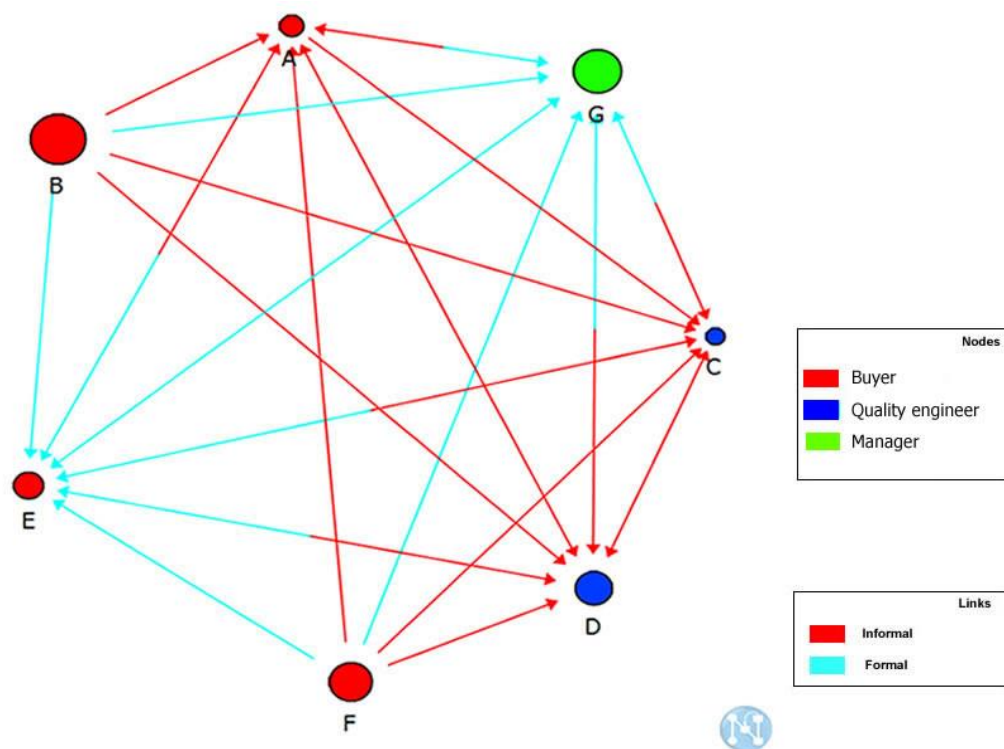 A
G
B
C
E
D
F
Nodes
Buyer
Quality engineer
Manager
Links
Informal
Formal